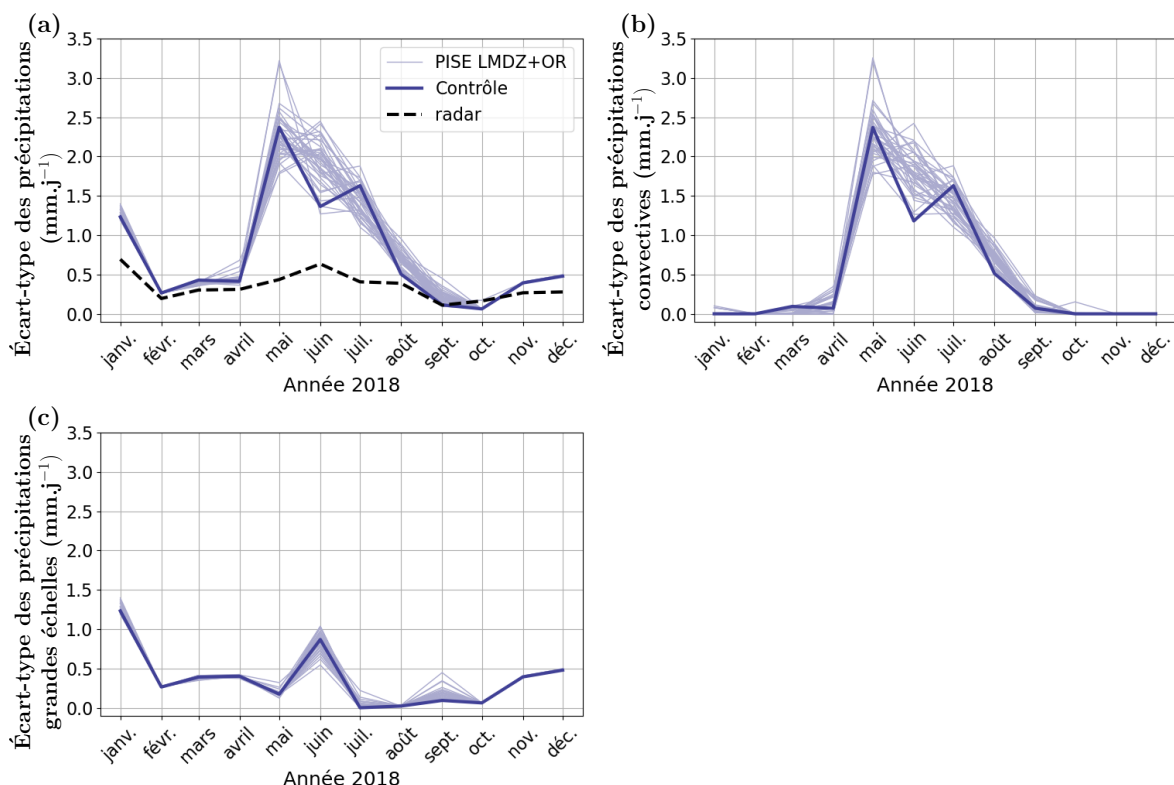 (a)
Écart-type des précipitations
(mm.j⁻¹)
3.5
3.0
2.5
2.0
1.5
1.0
0.5
0.0
PISE LMDZ+OR
Contrôle
radar
janv.
févr.
mars
avril
mai
juin
juil.
août
sept.
oct.
nov.
déc.
Année 2018
(b)
Écart-type des précipitations
convectives (mm.j⁻¹)
3.5
3.0
2.5
2.0
1.5
1.0
0.5
0.0
janv.
févr.
mars
avril
mai
juin
juil.
août
sept.
oct.
nov.
déc.
Année 2018
(c)
Écart-type des précipitations
grandes échelles (mm.j⁻¹)
3.5
3.0
2.5
2.0
1.5
1.0
0.5
0.0
janv.
févr.
mars
avril
mai
juin
juil.
août
sept.
oct.
nov.
déc.
Année 2018